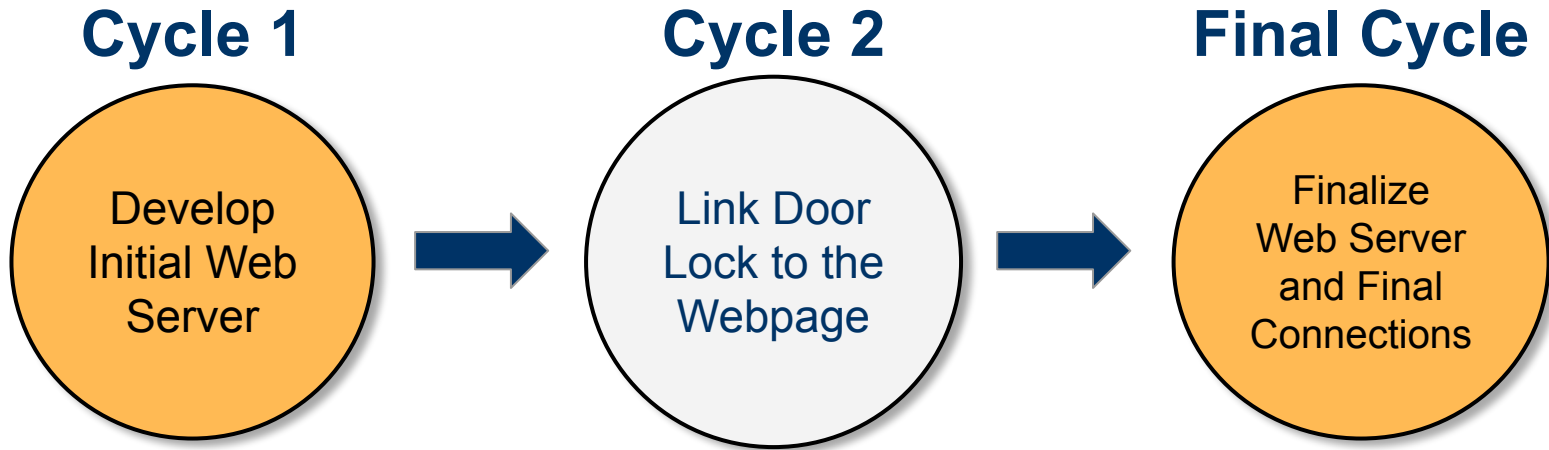 Cycle 1
Develop
Initial Web
Server
Cycle 2
Link Door
Lock to the
Webpage
Final Cycle
Finalize
Web Server
and Final
Connections